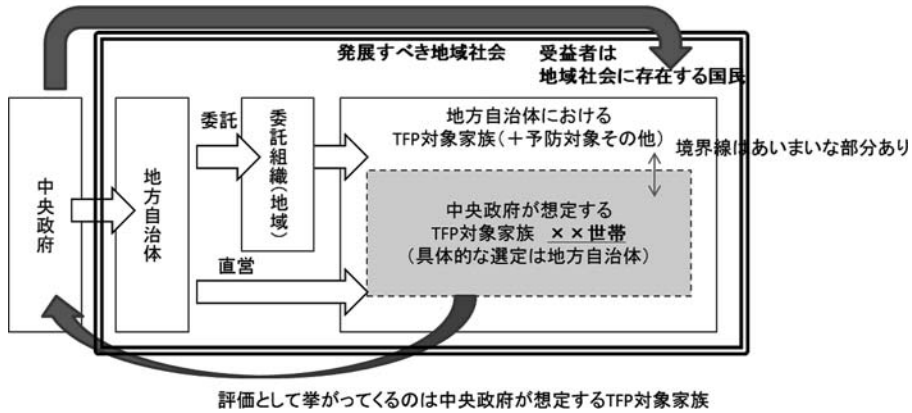 発展すべき地域社会
受益者は
地域社会に存在する国民
中央政府
地方自治体
委託
委託組織(地域)
直営
地方自治体における
TFP対象家族(＋予防対象その他)
境界線はあいまいな部分あり
中央政府が想定する
TFP対象家族 ××世帯
(具体的な選定は地方自治体)
評価として挙がってくるのは中央政府が想定するTFP対象家族